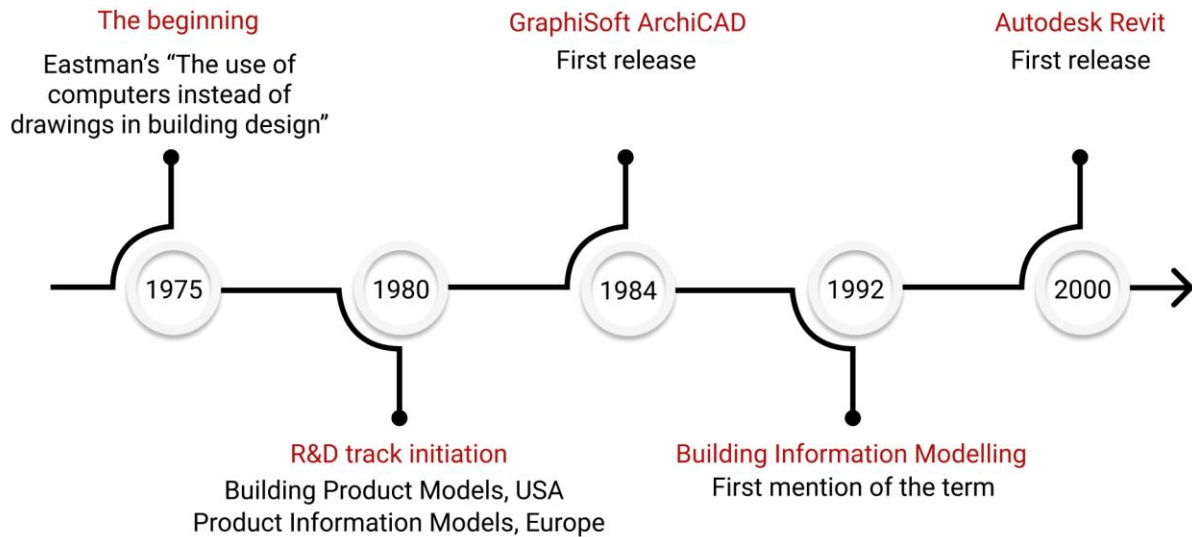 The beginning
Eastman’s “The use of
computers instead of
drawings in building design”
GraphiSoft ArchiCAD
First release
Autodesk Revit
First release
1975
1980
1984
1992
2000
R&D track initiation
Building Product Models, USA
Product Information Models, Europe
Building Information Modelling
First mention of the term